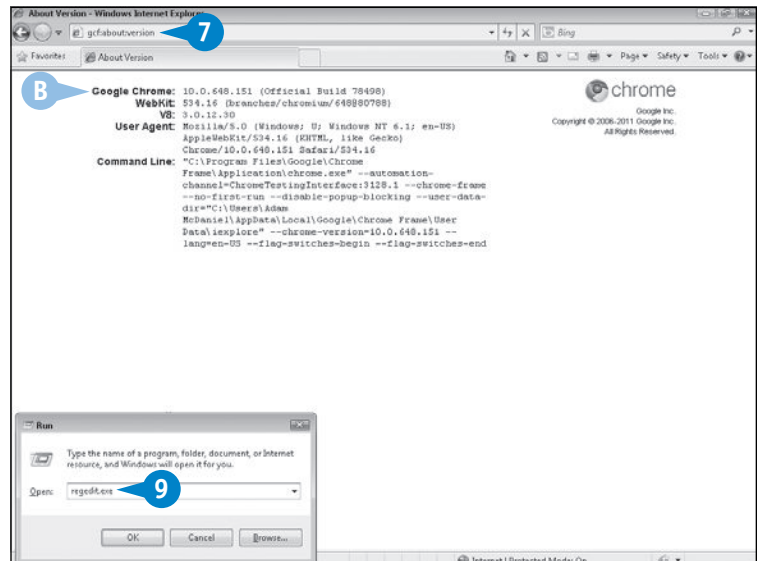 About Version - Windows Internet Explorer
gcf:about:version
7
Bing
Favorites
About Version
Page
Safety
Tools
B
Google Chrome: 10.0.648.151 (Official Build 78498)
WebKit: 534.16 (branches/chromium/648@80788)
V8: 3.0.12.30
User Agent: Mozilla/5.0 (Windows; U; Windows NT 6.1; en-US)
AppleWebKit/534.16 (KHTML, like Gecko)
Chrome/10.0.648.151 Safari/534.16
Command Line: "C:\Program Files\Google\Chrome
Frame\Application\chrome.exe" --automation-
channel=ChromeTestingInterface:3128.1 --chrome-frame
--no-first-run --disable-popup-blocking --user-data-
dir="C:\Users\Adam
McDaniel\AppData\Local\Google\Chrome Frame\User
Data\iexplore" --chrome-version=10.0.648.151 --
lang=en-US --flag-switches-begin --flag-switches-end
chrome
Google Inc.
Copyright © 2006-2011 Google Inc.
All Rights Reserved.
Run
Type the name of a program, folder, document, or Internet
resource, and Windows will open it for you.
Open: regedit.exe
9
OK
Cancel
Browse...
Internet | Protected Mode: On